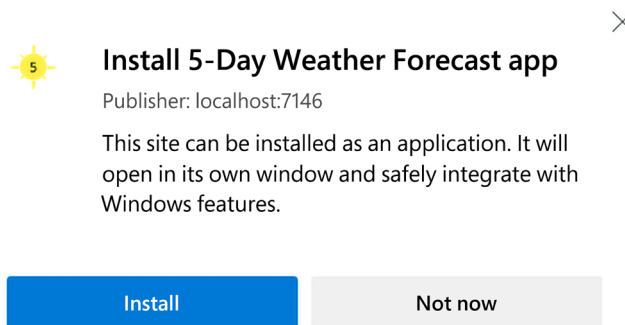 5
Install 5-Day Weather Forecast app
Publisher: localhost:7146
This site can be installed as an application. It will
open in its own window and safely integrate with
Windows features.
Install
Not now